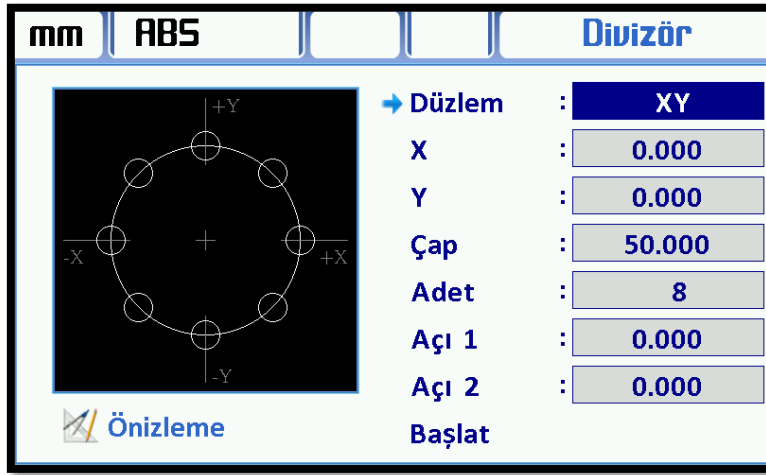 mm ABS Divizör
+Y
-X +X
-Y
Önizleme
Düzlem : XY
X : 0.000
Y : 0.000
Çap : 50.000
Adet : 8
Açı 1 : 0.000
Açı 2 : 0.000
Başlat